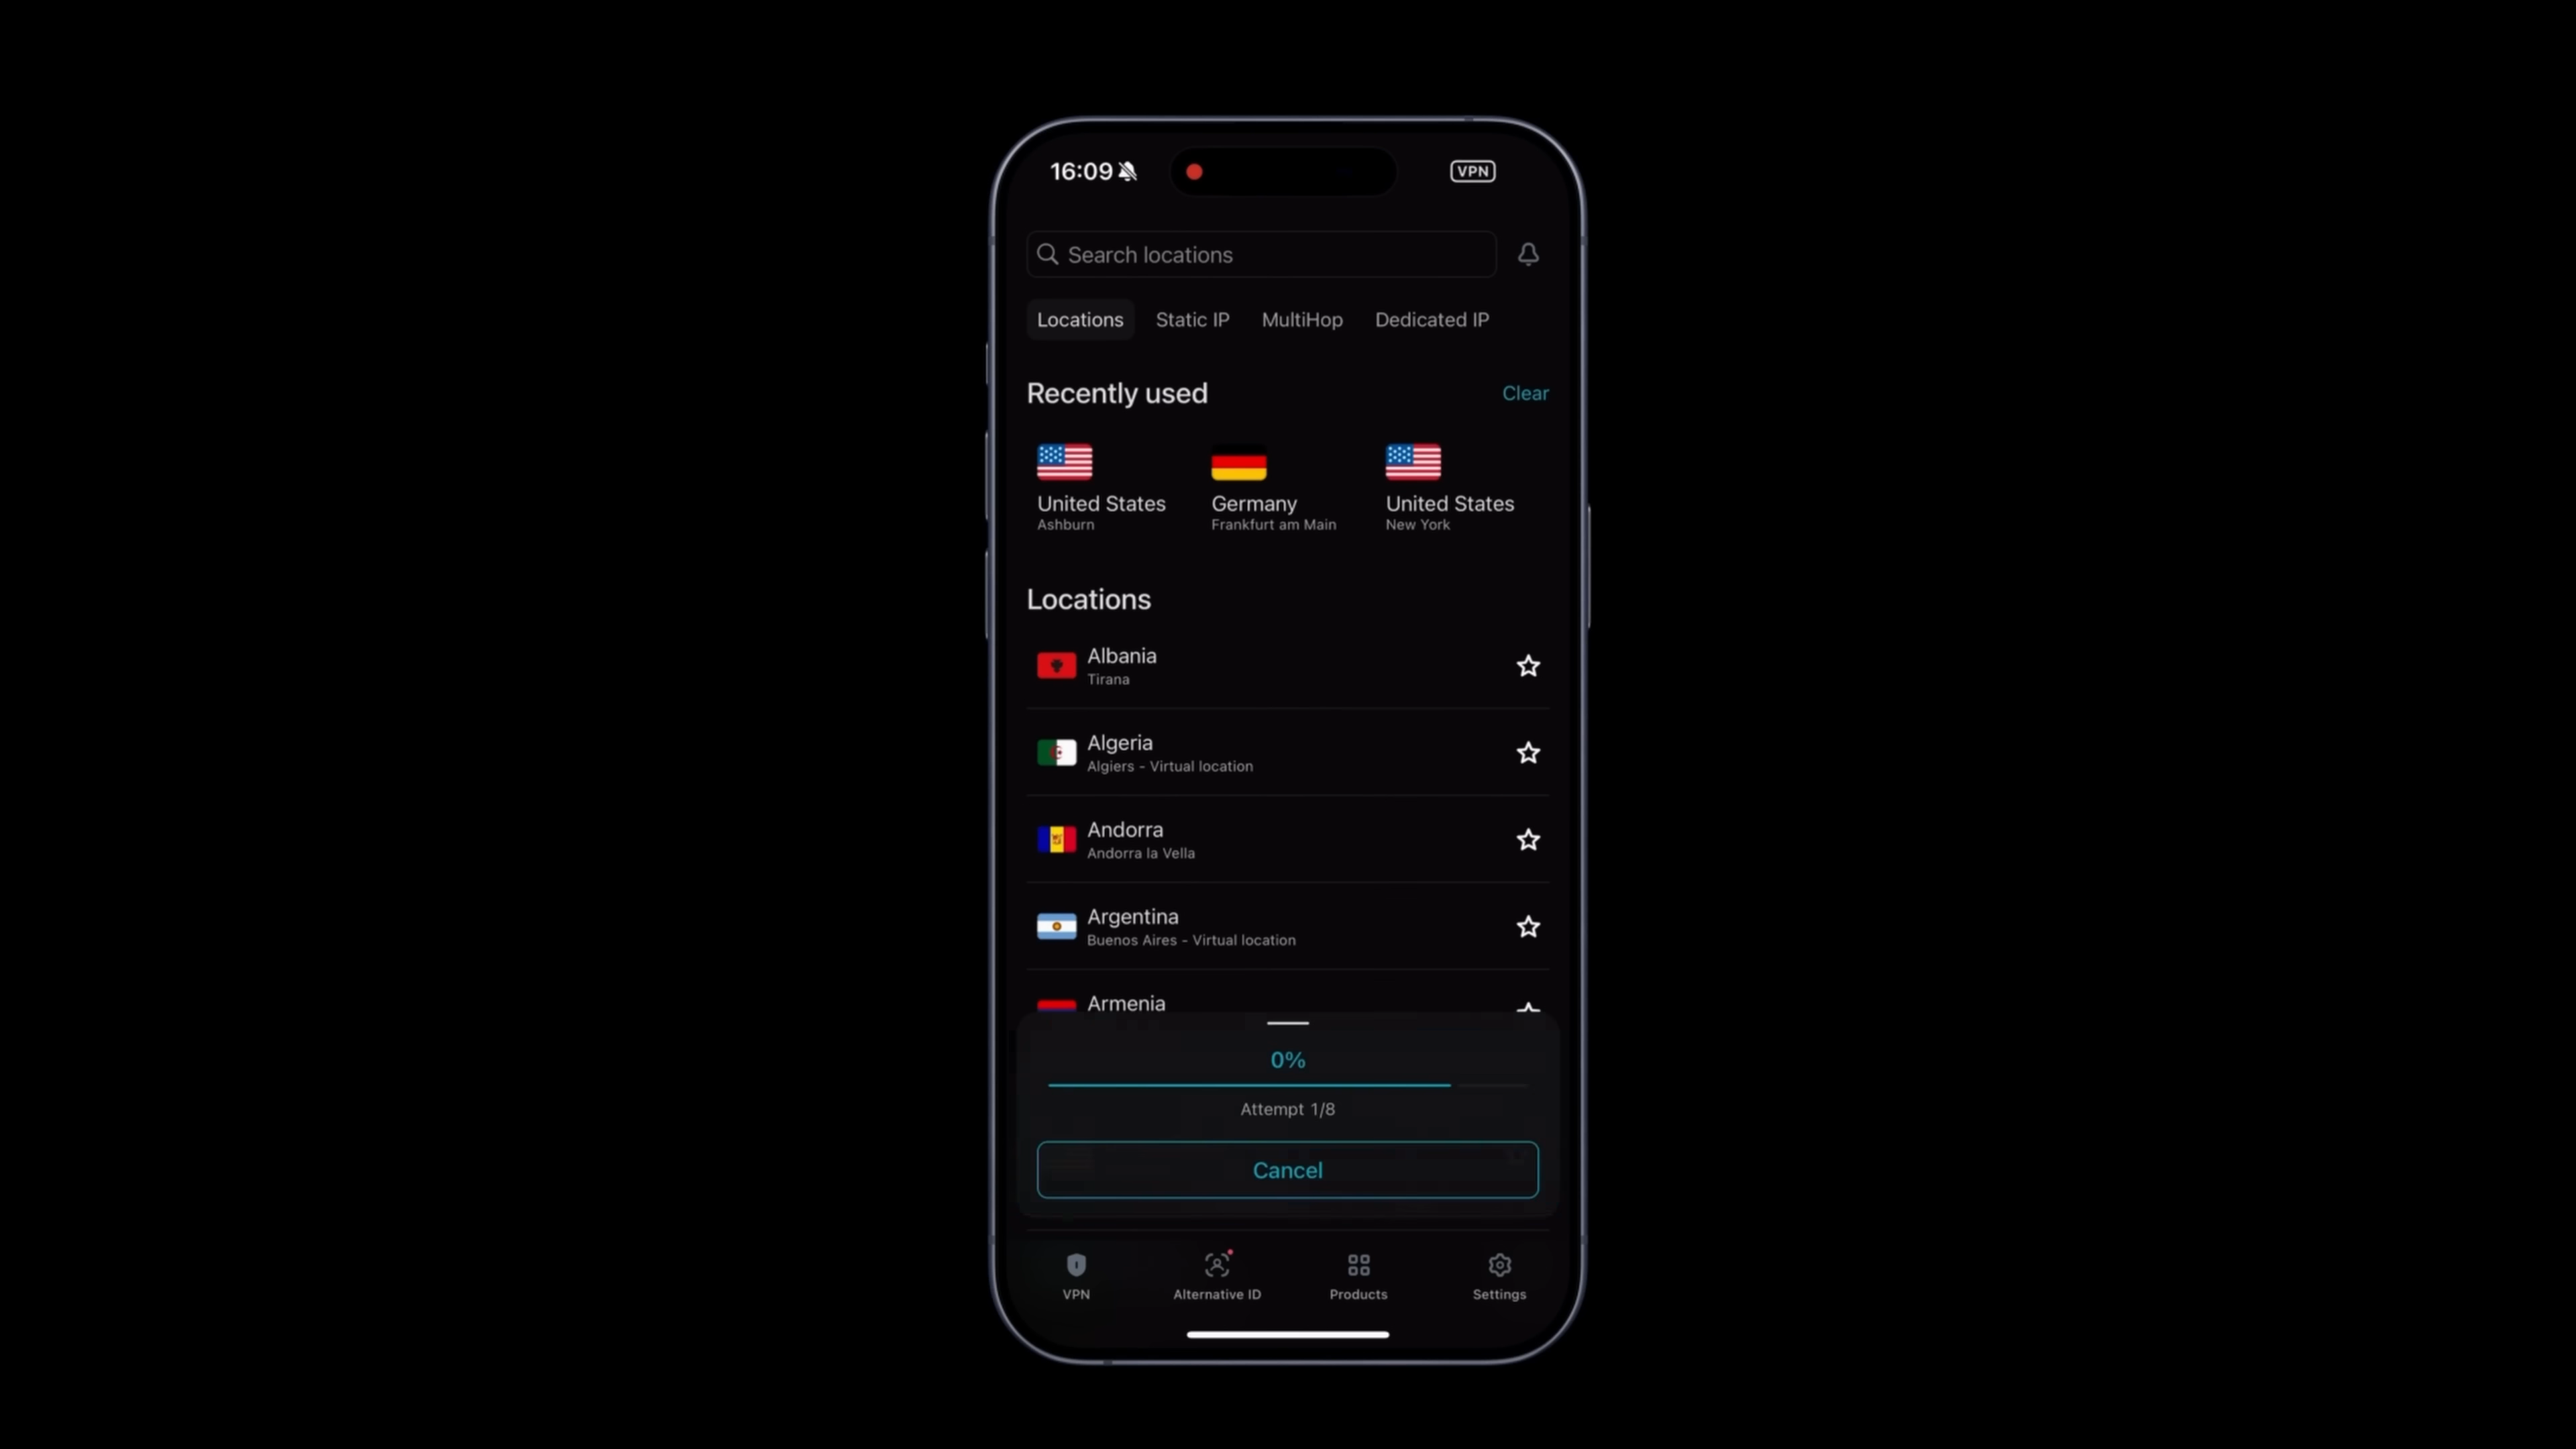 16:09
VPN
Search locations
Locations Static IP MultiHop Dedicated IP
Recently used Clear
United States Germany United States
Ashburn Frankfurt am Main New York
Locations
Albania
Tirana
Algeria
Algiers - Virtual location
Andorra
Andorra la Vella
Argentina
Buenos Aires - Virtual location
Armenia
0%
Attempt 1/8
Cancel
VPN Alternative ID Products Settings